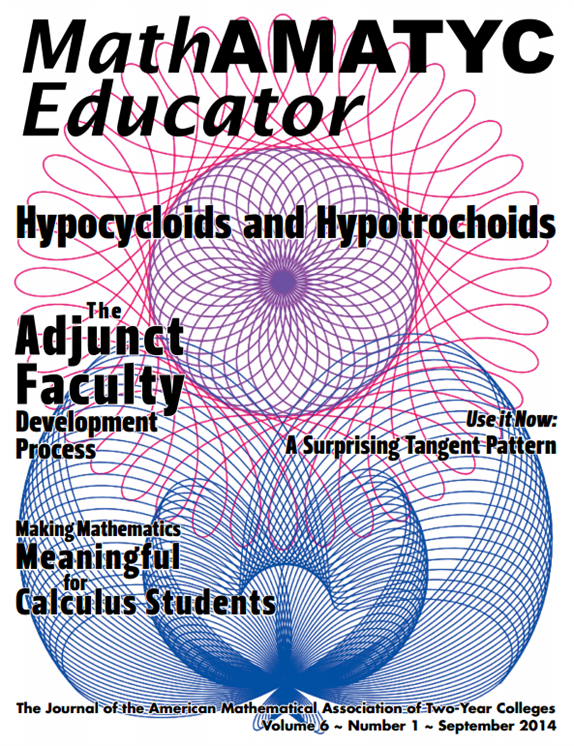 MathAMATYC
Educator
Hypocycloids and Hypotrochoids
The
Adjunct
Faculty
Development
Process
Use it Now:
A Surprising Tangent Pattern
Making Mathematics
Meaningful
for
Calculus Students
The Journal of the American Mathematical Association of Two-Year Colleges
Volume 6 ~ Number 1 ~ September 2014